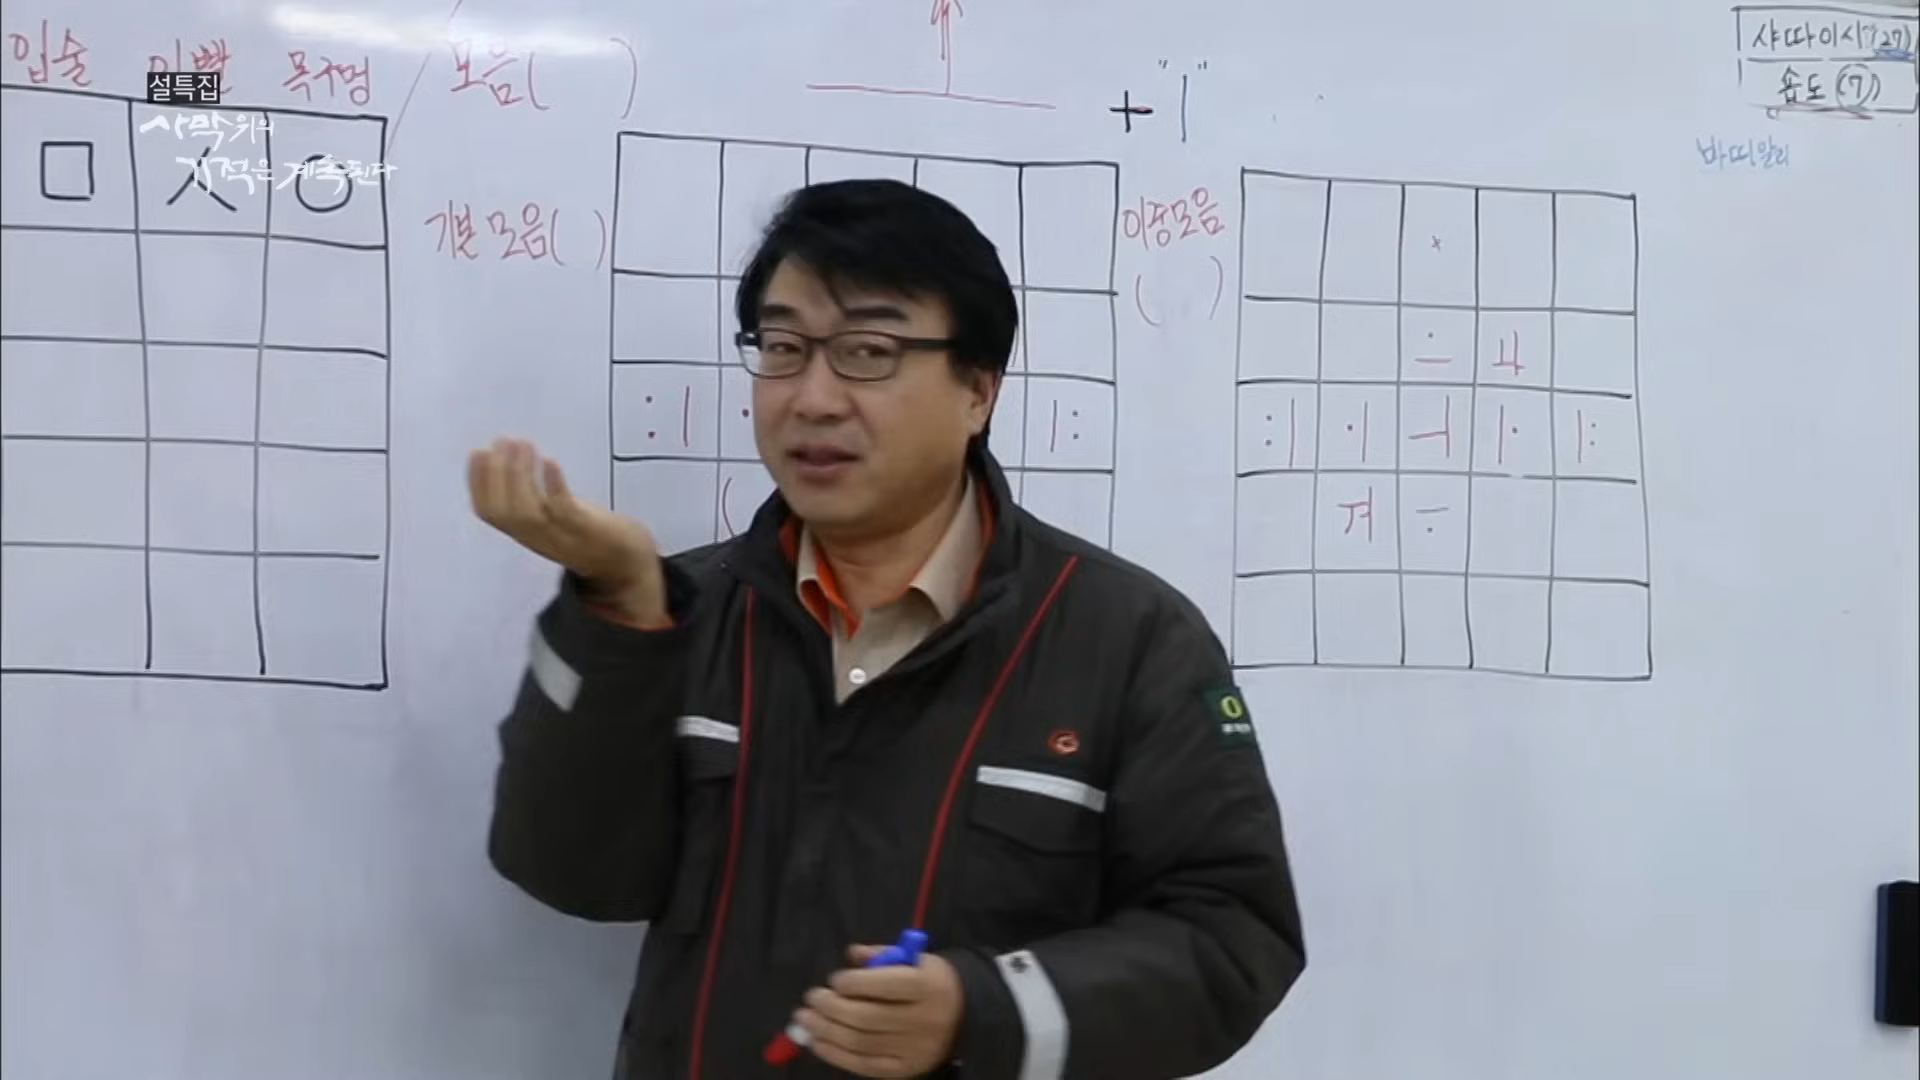 설특집
사막위의
기적은 계속된다
입술 이빨 목구멍
ㅁ ㅅ ㅇ
모음( )
기본모음( )
+ "ㅣ"
이중모음
( )
샤따이시 (27)
숍도 (7)
바띠왈리